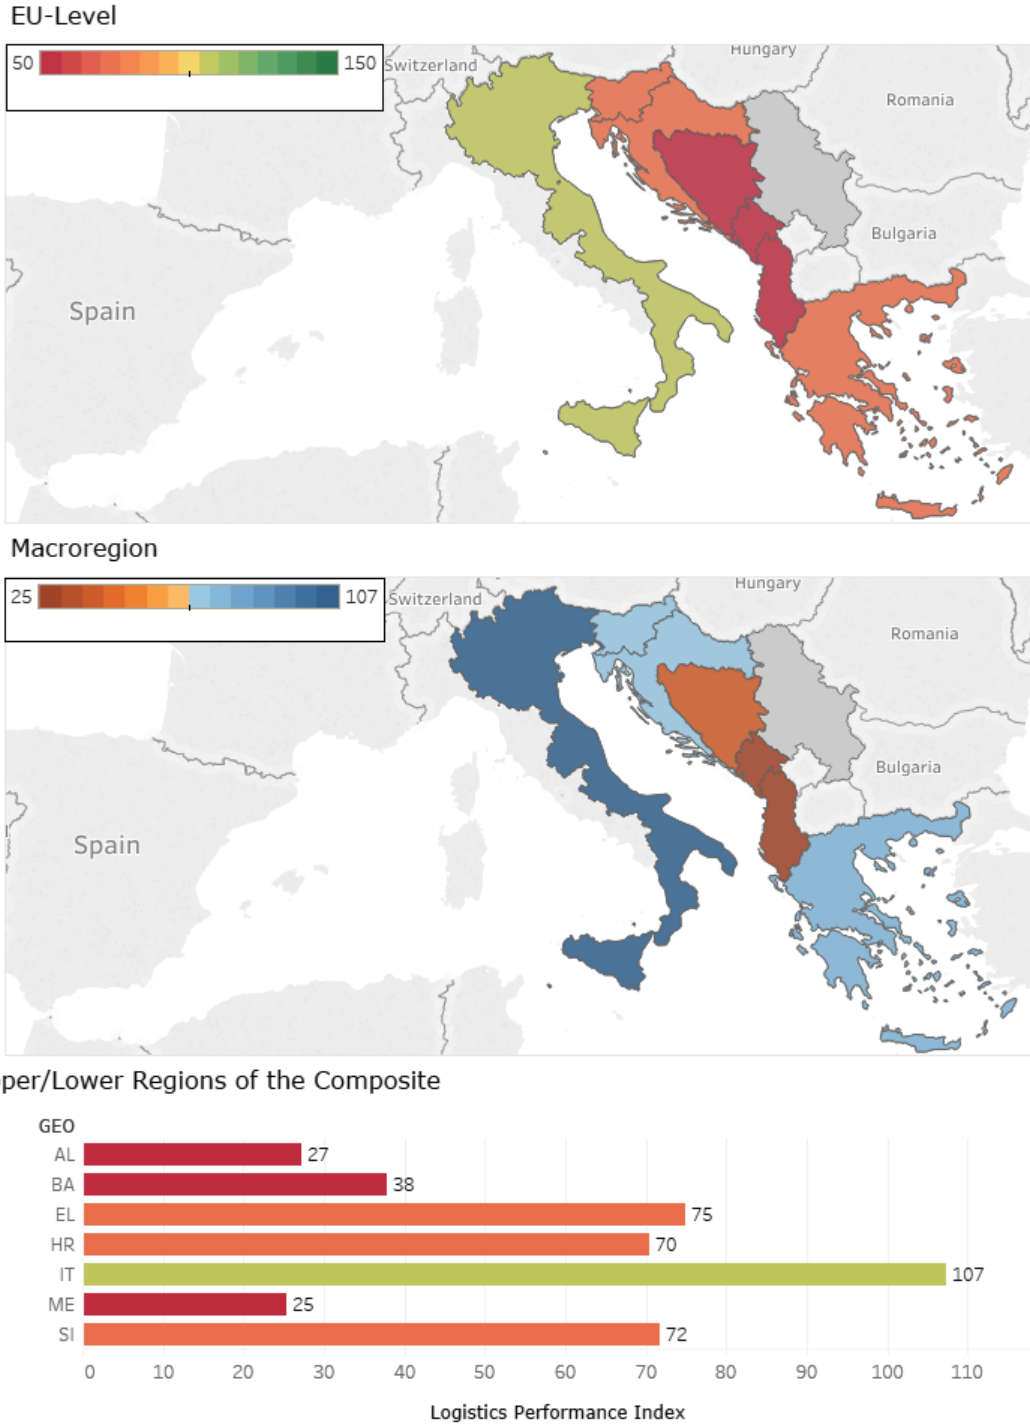 EU-Level
50 150
Switzerland
Hungary
Romania
Bulgaria
Spain
Macroregion
25 107
Switzerland
Hungary
Romania
Bulgaria
Spain
per/Lower Regions of the Composite
GEO
AL 27
BA 38
EL 75
HR 70
IT 107
ME 25
SI 72
0 10 20 30 40 50 60 70 80 90 100 110
Logistics Performance Index